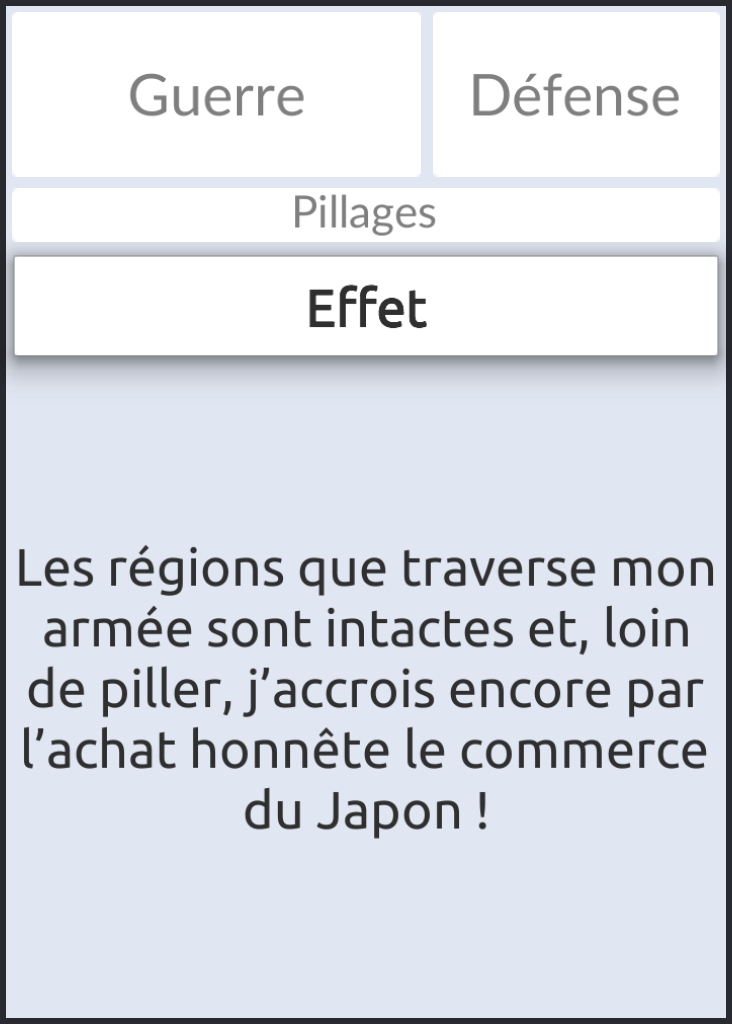 Guerre
Défense
Pillages
Effet
Les régions que traverse mon
armée sont intactes et, loin
de piller, j’accrois encore par
l’achat honnête le commerce
du Japon !